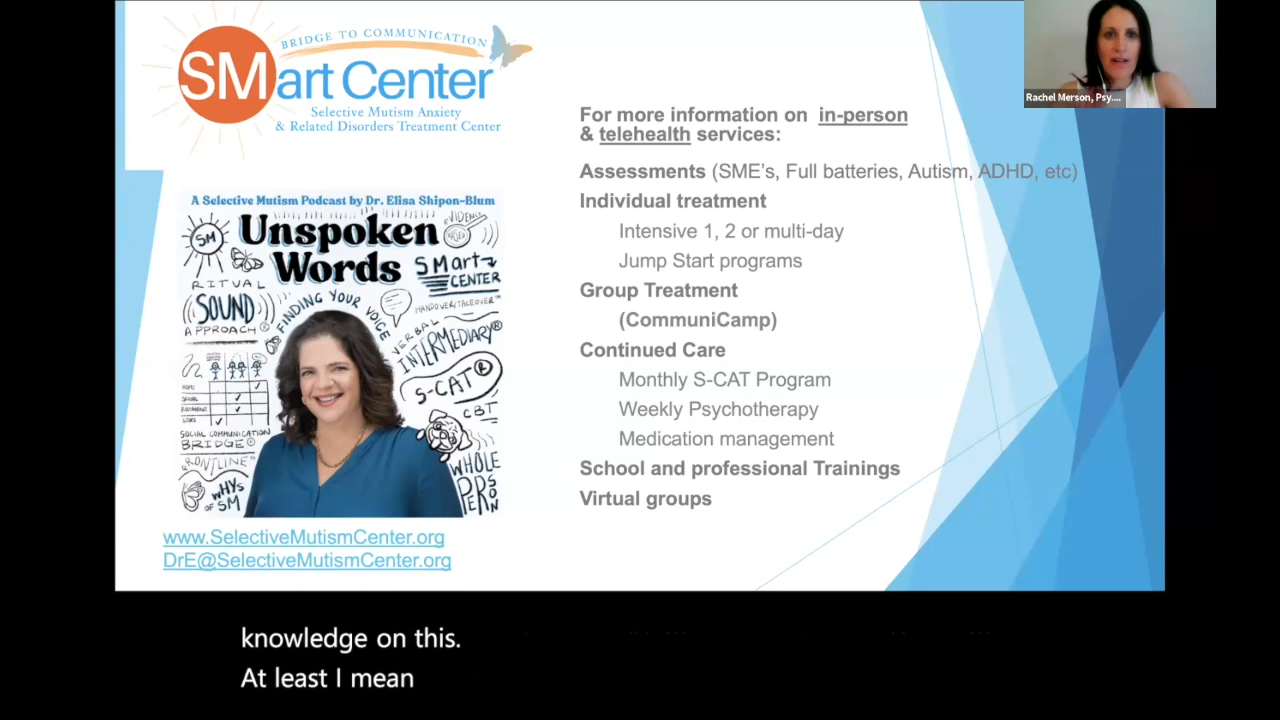 BRIDGE TO COMMUNICATION
SMart Center
Selective Mutism Anxiety
& Related Disorders Treatment Center
Rachel Merson, Psy....
For more information on in-person
& telehealth services:
Assessments (SME's, Full batteries, Autism, ADHD, etc)
Individual treatment
Intensive 1, 2 or multi-day
Jump Start programs
Group Treatment
(CommuniCamp)
Continued Care
Monthly S-CAT Program
Weekly Psychotherapy
Medication management
School and professional Trainings
Virtual groups
A Selective Mutism Podcast by Dr. Elisa Shipon-Blum
Unspoken
Words
SM
EVIDENCE
SMart
CENTER
RITUAL
SOUND
APPROACH®
FINDING YOUR
VOICE
HANDOVER/TAKEOVER™
VERBAL
INTERMEDIARY®
S-CAT®
CBT
SOCIAL COMMUNICATION
BRIDGE®
FRONTLINE™
WHYS
OF SM
WHOLE
PERSON
www.SelectiveMutismCenter.org
DrE@SelectiveMutismCenter.org
knowledge on this.
At least I mean